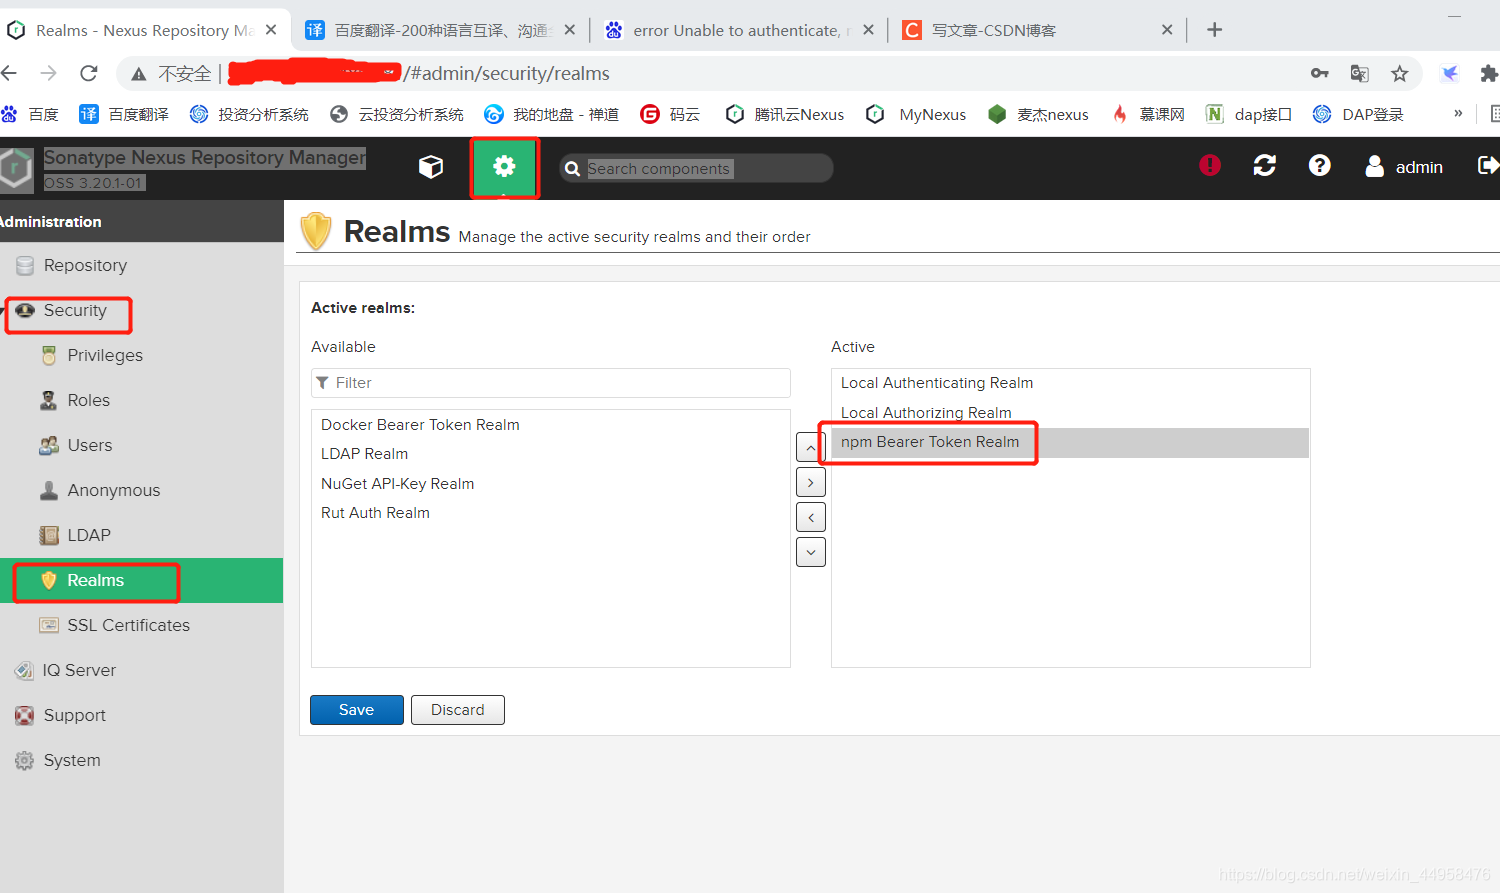 Realms - Nexus Repository Ma
百度翻译-200种语言互译、沟通全
error Unable to authenticate, n
写文章-CSDN博客
不安全 | /#admin/security/realms
百度
百度翻译
投资分析系统
云投资分析系统
我的地盘 - 禅道
码云
腾讯云Nexus
MyNexus
麦杰nexus
慕课网
dap接口
DAP登录
»
Sonatype Nexus Repository Manager
OSS 3.20.1-01
Search components
admin
Administration
Realms Manage the active security realms and their order
Repository
Security
Privileges
Roles
Users
Anonymous
LDAP
Realms
SSL Certificates
IQ Server
Support
System
Active realms:
Available
Filter
Docker Bearer Token Realm
LDAP Realm
NuGet API-Key Realm
Rut Auth Realm
Active
Local Authenticating Realm
Local Authorizing Realm
npm Bearer Token Realm
Save
Discard
https://blog.csdn.net/weixin_44958476